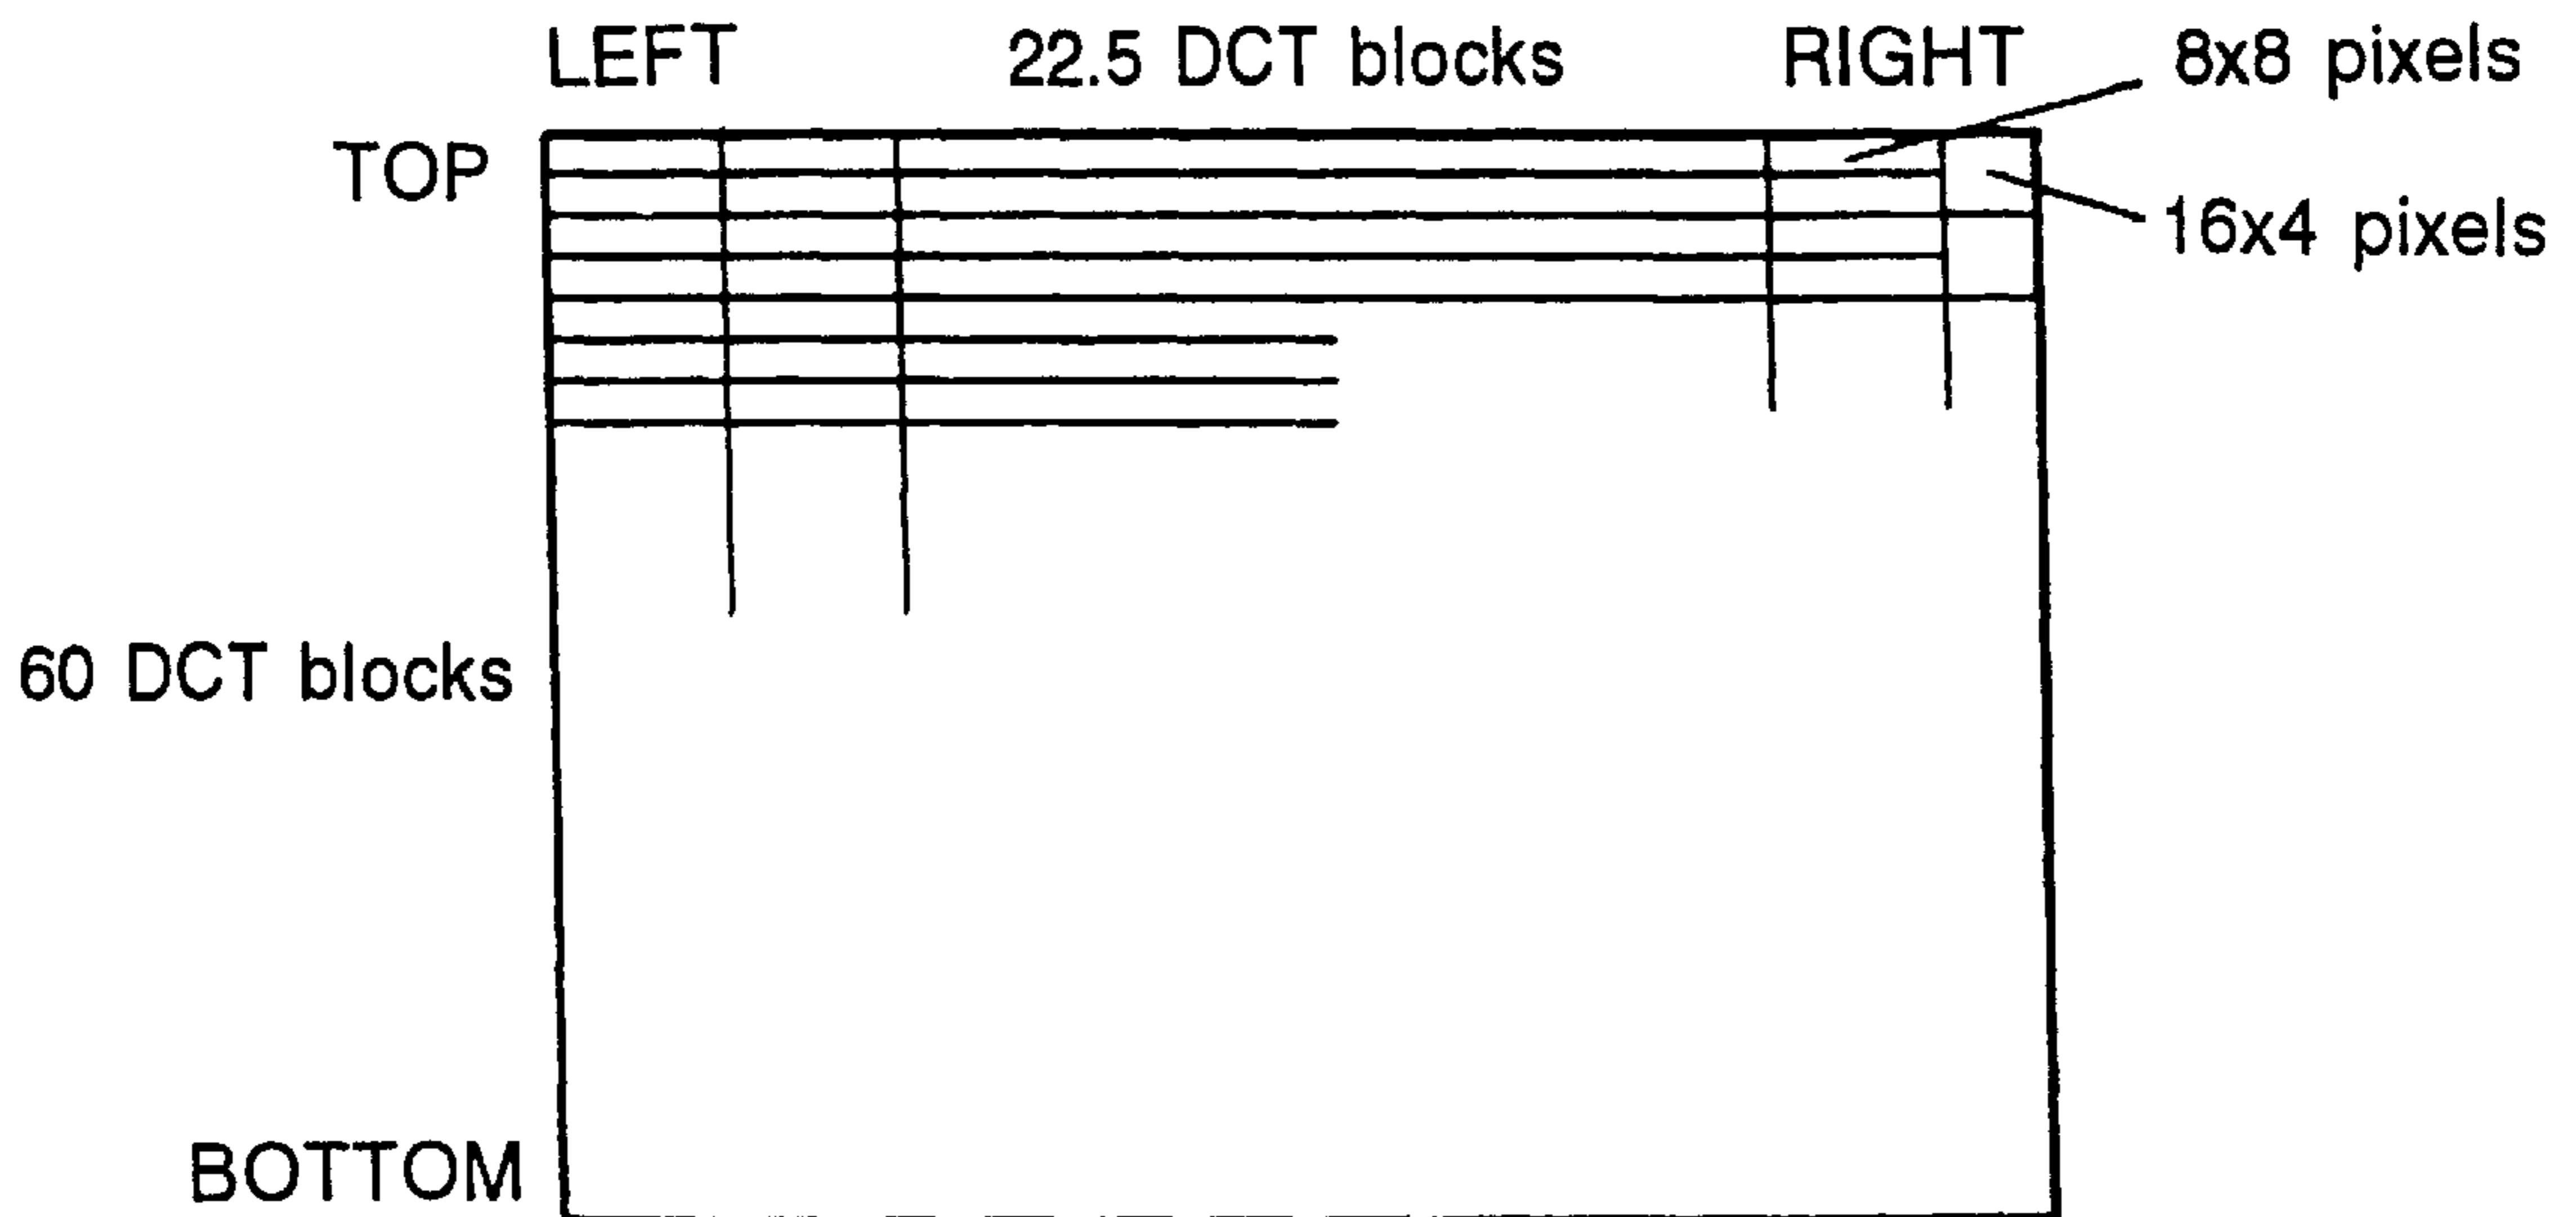 LEFT
22.5 DCT blocks
RIGHT
8x8 pixels
TOP
16x4 pixels
60 DCT blocks
BOTTOM